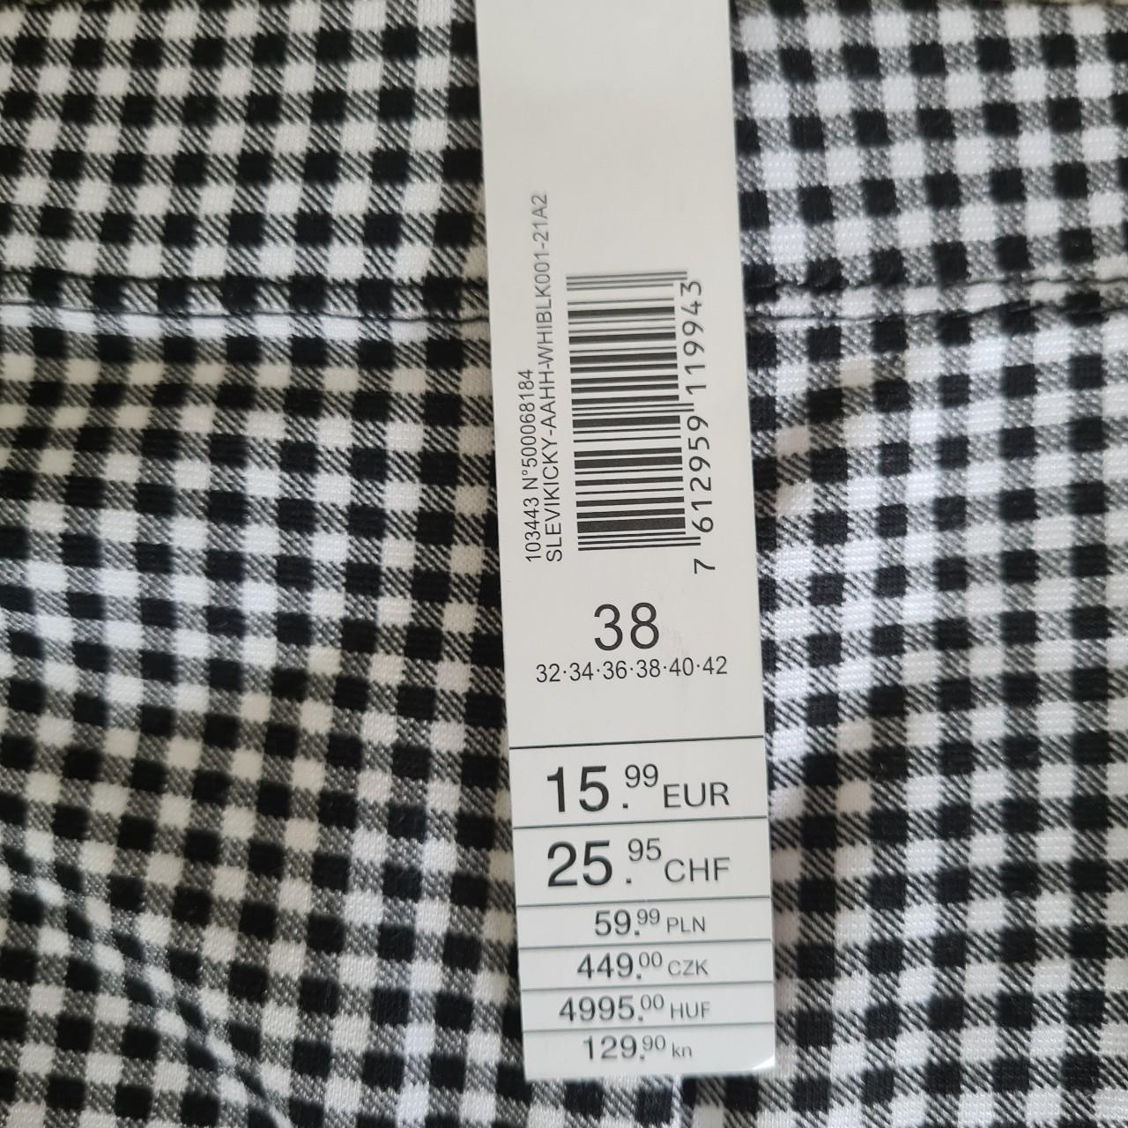 103443 N°500068184
SLEVIKICKY-AAHH-WHIBLK001-21A2
7 612959 119943
38
32·34·36·38·40·42
15.99 EUR
25.95 CHF
59.99 PLN
449.00 CZK
4995.00 HUF
129.90 kn